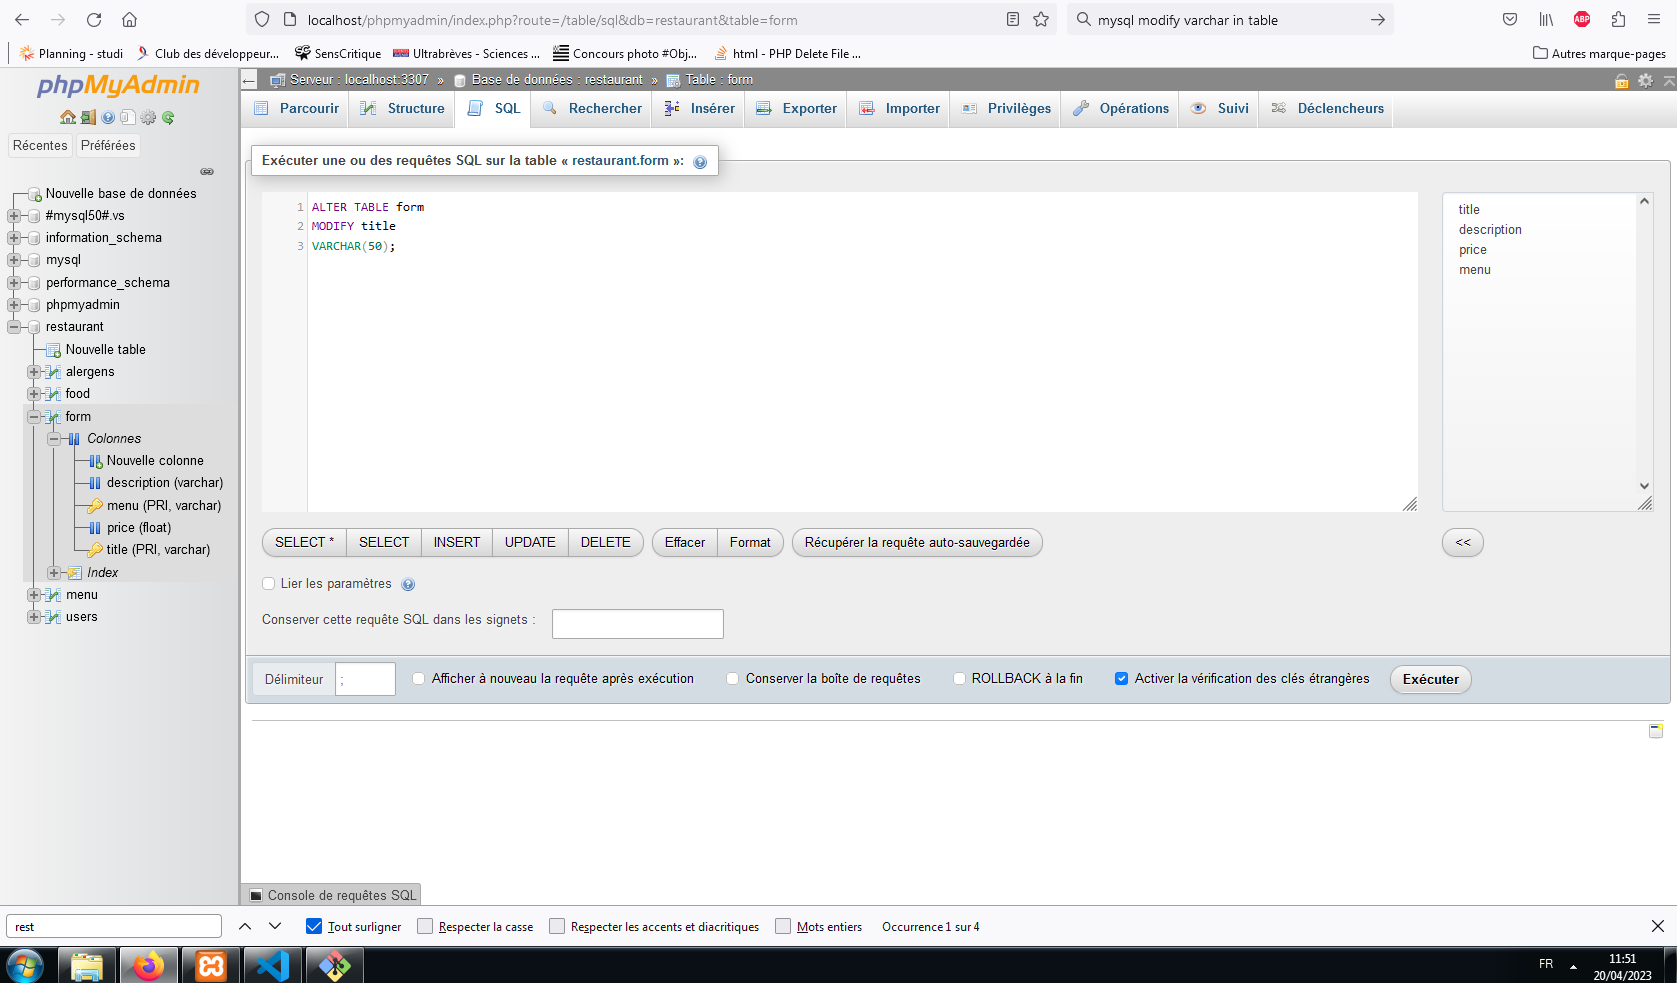 localhost/phpmyadmin/index.php?route=/table/sql&db=restaurant&table=form
mysql modify varchar in table
ABP
Planning - studi
Club des développeur...
SensCritique
Ultrabrèves - Sciences ...
Concours photo #Obj...
html - PHP Delete File ...
Autres marque-pages
phpMyAdmin
Récentes
Préférées
Nouvelle base de données
#mysql50#.vs
information_schema
mysql
performance_schema
phpmyadmin
restaurant
Nouvelle table
alergens
food
form
Colonnes
Nouvelle colonne
description (varchar)
menu (PRI, varchar)
price (float)
title (PRI, varchar)
Index
menu
users
Serveur : localhost:3307 » Base de données : restaurant » Table : form
Parcourir
Structure
SQL
Rechercher
Insérer
Exporter
Importer
Privilèges
Opérations
Suivi
Déclencheurs
Exécuter une ou des requêtes SQL sur la table « restaurant.form »:
1 ALTER TABLE form
2 MODIFY title
3 VARCHAR(50);
title
description
price
menu
SELECT *
SELECT
INSERT
UPDATE
DELETE
Effacer
Format
Récupérer la requête auto-sauvegardée
<<
Lier les paramètres
Conserver cette requête SQL dans les signets :
Délimiteur
;
Afficher à nouveau la requête après exécution
Conserver la boîte de requêtes
ROLLBACK à la fin
Activer la vérification des clés étrangères
Exécuter
Console de requêtes SQL
rest
Tout surligner
Respecter la casse
Respecter les accents et diacritiques
Mots entiers
Occurrence 1 sur 4
FR
11:51
20/04/2023